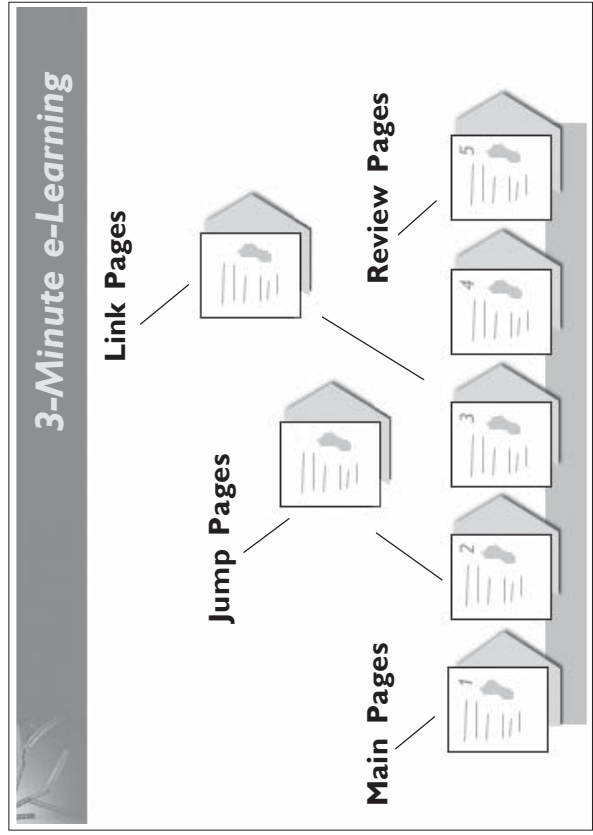 3-Minute e-Learning
Link Pages
Jump Pages
Review Pages
Main Pages
1
2
3
4
5